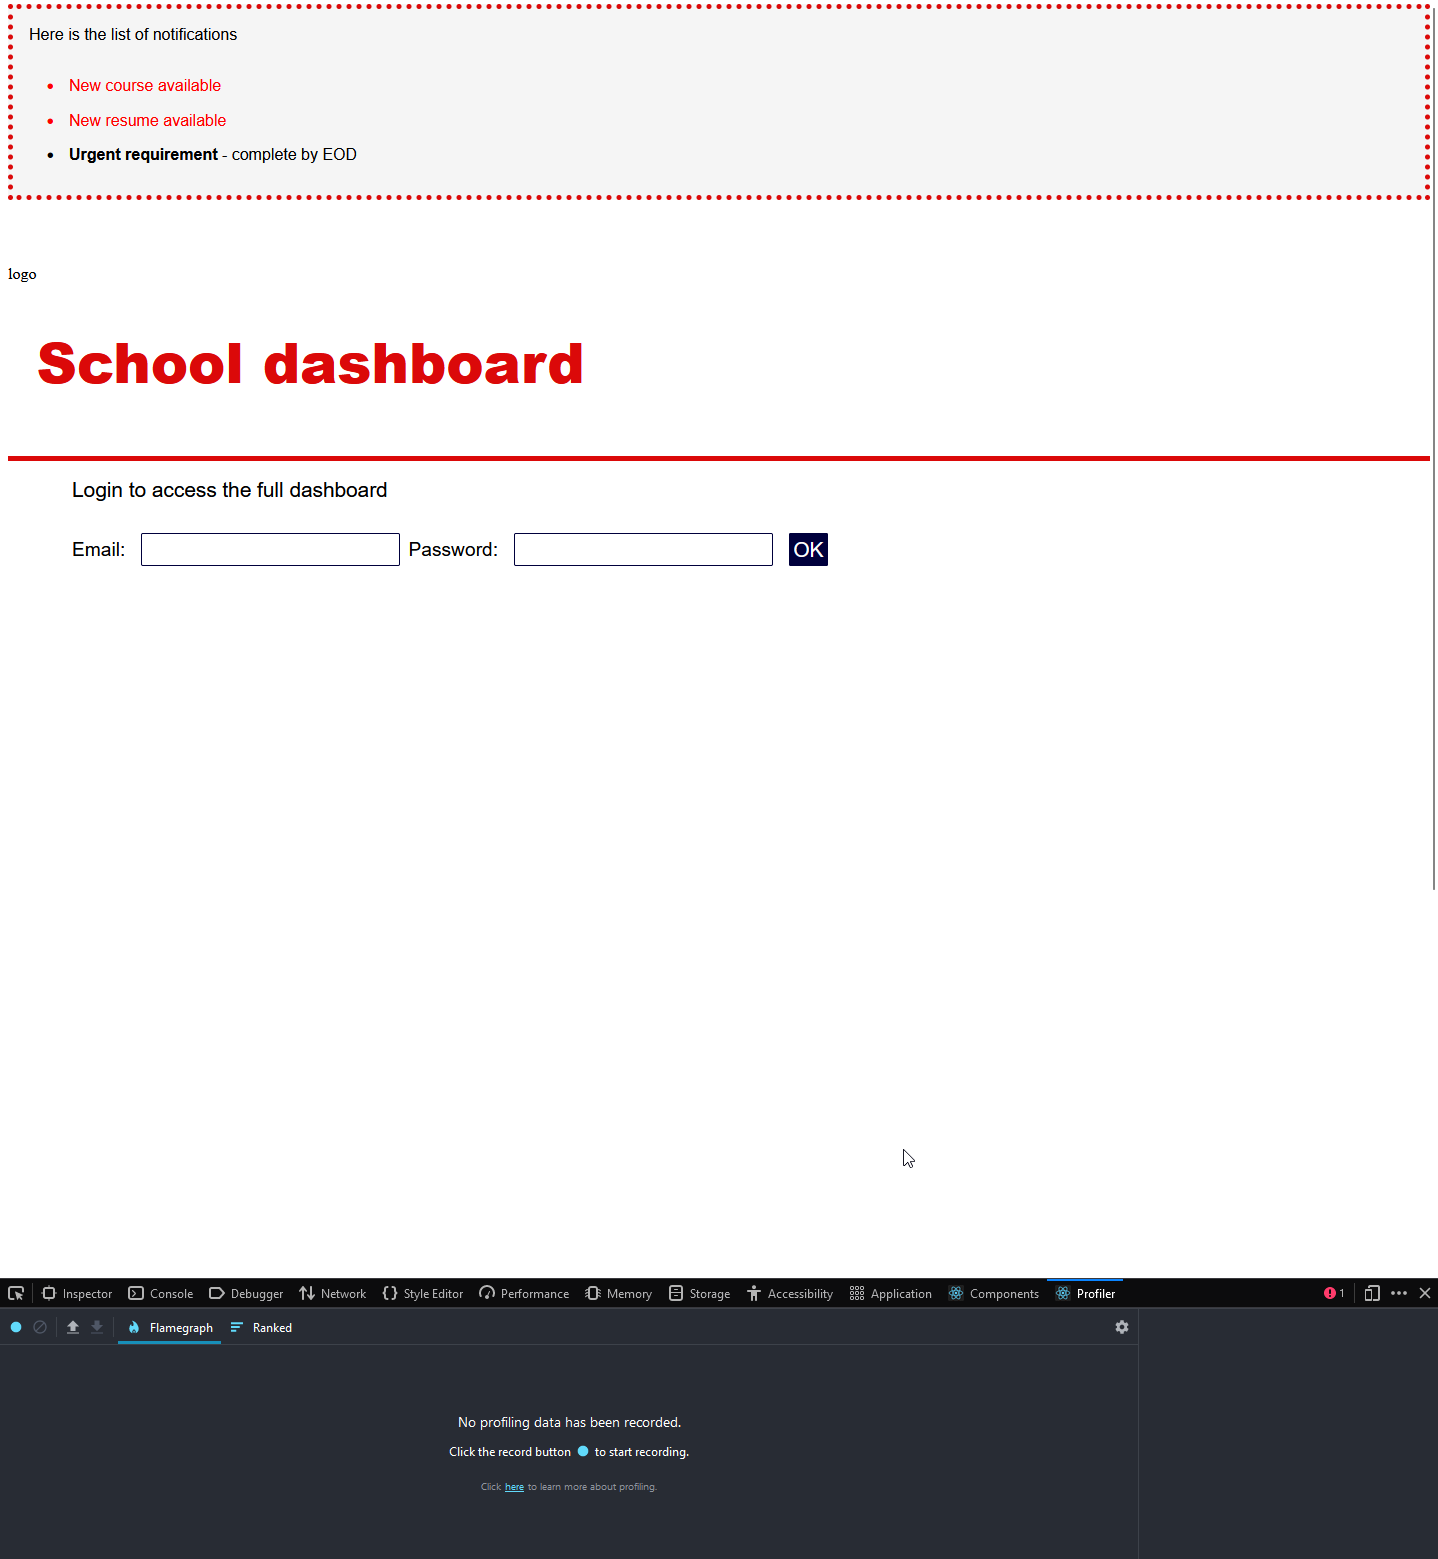 Here is the list of notifications
New course available
New resume available
Urgent requirement - complete by EOD
logo
School dashboard
Login to access the full dashboard
Email: Password: OK
Inspector Console Debugger Network Style Editor Performance Memory Storage Accessibility Application Components Profiler 1
Flamegraph Ranked
No profiling data has been recorded.
Click the record button to start recording.
Click here to learn more about profiling.